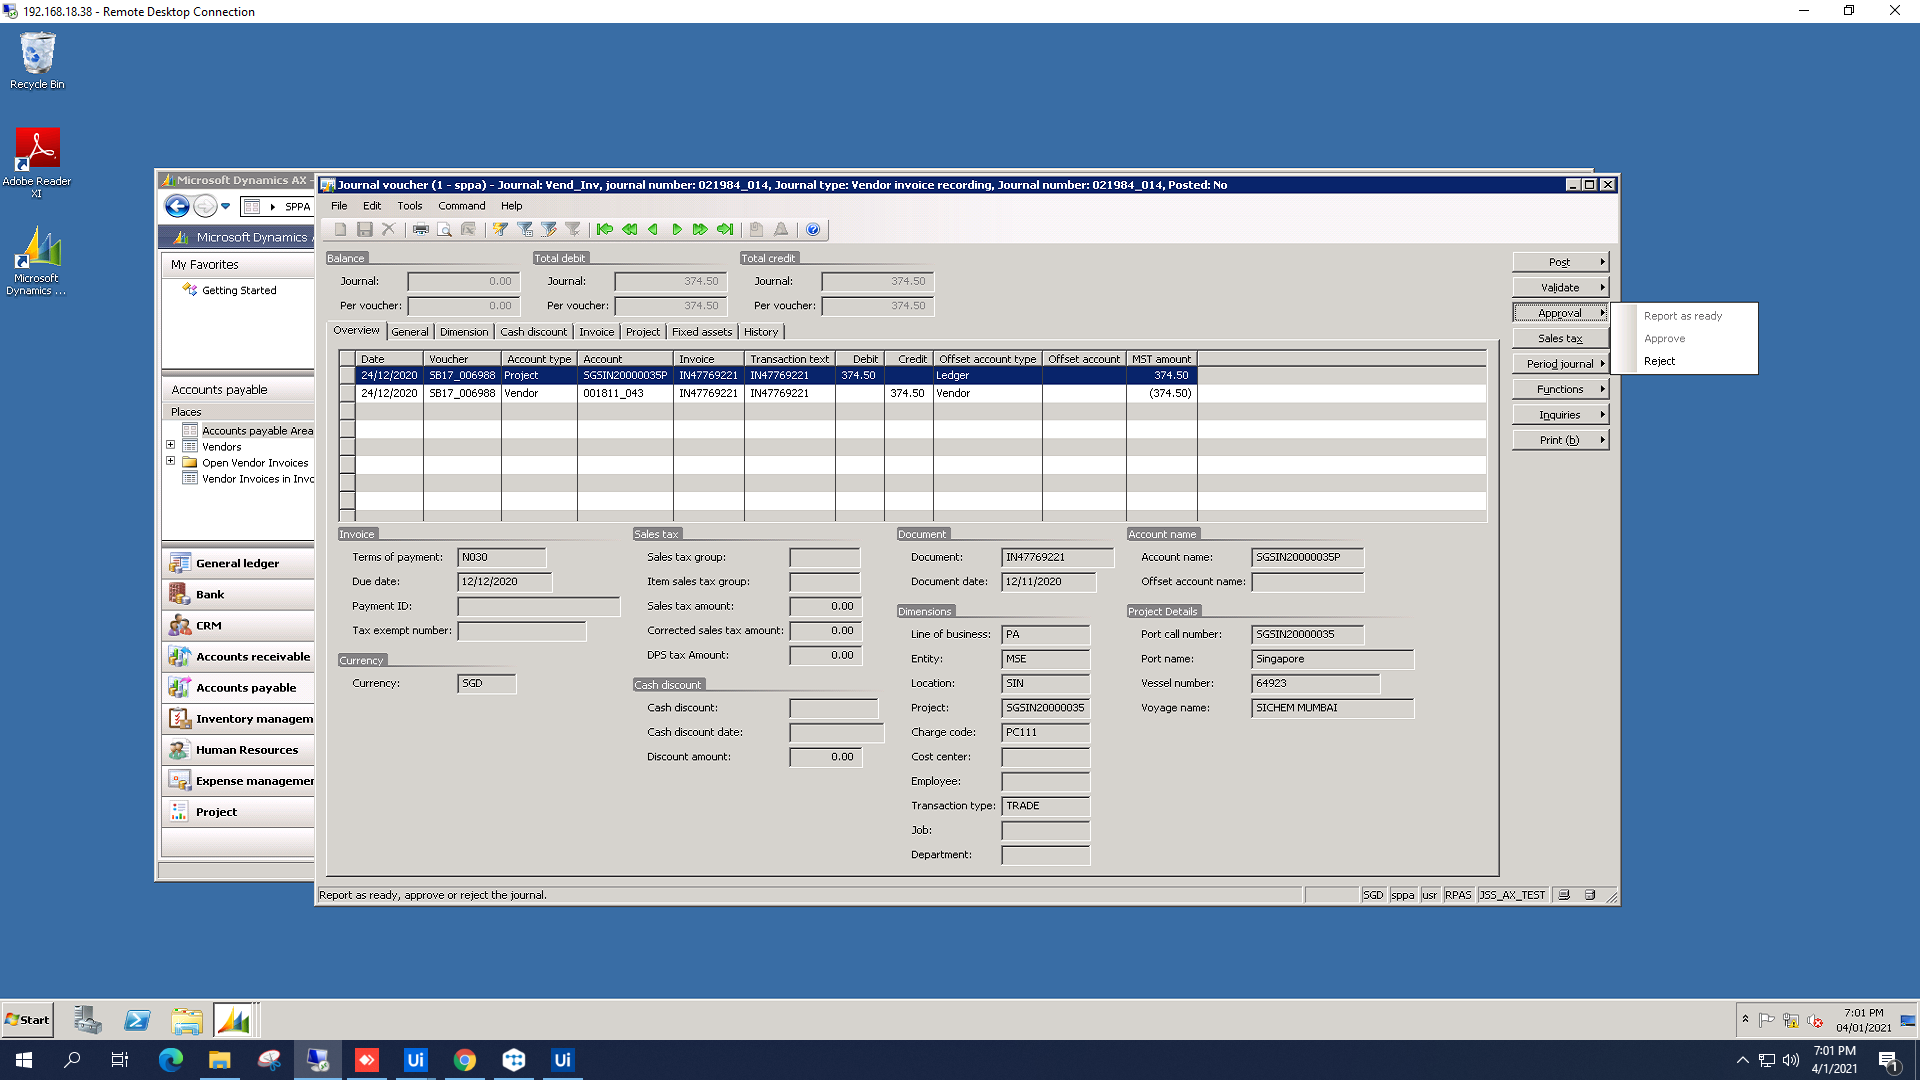 192.168.18.38 - Remote Desktop Connection
Recycle Bin
Adobe Reader
XI
Microsoft
Dynamics ...
Microsoft Dynamics AX -
SPPA
Microsoft Dynamics
My Favorites
Getting Started
Accounts payable
Places
Accounts payable Area
Vendors
Open Vendor Invoices
Vendor Invoices in Invo
General ledger
Bank
CRM
Accounts receivable
Accounts payable
Inventory managem
Human Resources
Expense managemer
Project
Journal voucher (1 - sppa) - Journal: Vend_Inv, journal number: 021984_014, Journal type: Vendor invoice recording, Journal number: 021984_014, Posted: No
File Edit Tools Command Help
Balance Total debit Total credit
Journal: 0.00 Journal: 374.50 Journal: 374.50
Per voucher: 0.00 Per voucher: 374.50 Per voucher: 374.50
Overview General Dimension Cash discount Invoice Project Fixed assets History
Date Voucher Account type Account Invoice Transaction text Debit Credit Offset account type Offset account MST amount
24/12/2020 SB17_006988 Project SGSIN20000035P IN47769221 IN47769221 374.50 Ledger 374.50
24/12/2020 SB17_006988 Vendor 001811_043 IN47769221 IN47769221 374.50 Vendor (374.50)
Invoice
Terms of payment: N030
Due date: 12/12/2020
Payment ID:
Tax exempt number:
Currency
Currency: SGD
Sales tax
Sales tax group:
Item sales tax group:
Sales tax amount: 0.00
Corrected sales tax amount: 0.00
DPS tax Amount: 0.00
Cash discount
Cash discount:
Cash discount date:
Discount amount: 0.00
Document
Document: IN47769221
Document date: 12/11/2020
Dimensions
Line of business: PA
Entity: MSE
Location: SIN
Project: SGSIN20000035
Charge code: PC111
Cost center:
Employee:
Transaction type: TRADE
Job:
Department:
Account name
Account name: SGSIN20000035P
Offset account name:
Project Details
Port call number: SGSIN20000035
Port name: Singapore
Vessel number: 64923
Voyage name: SICHEM MUMBAI
Post
Validate
Approval
Sales tax
Period journal
Functions
Inquiries
Print (b)
Report as ready
Approve
Reject
Report as ready, approve or reject the journal.
SGD sppa usr RPAS JSS_AX_TEST
Start
7:01 PM
04/01/2021
Ui
Ui
7:01 PM
4/1/2021
1